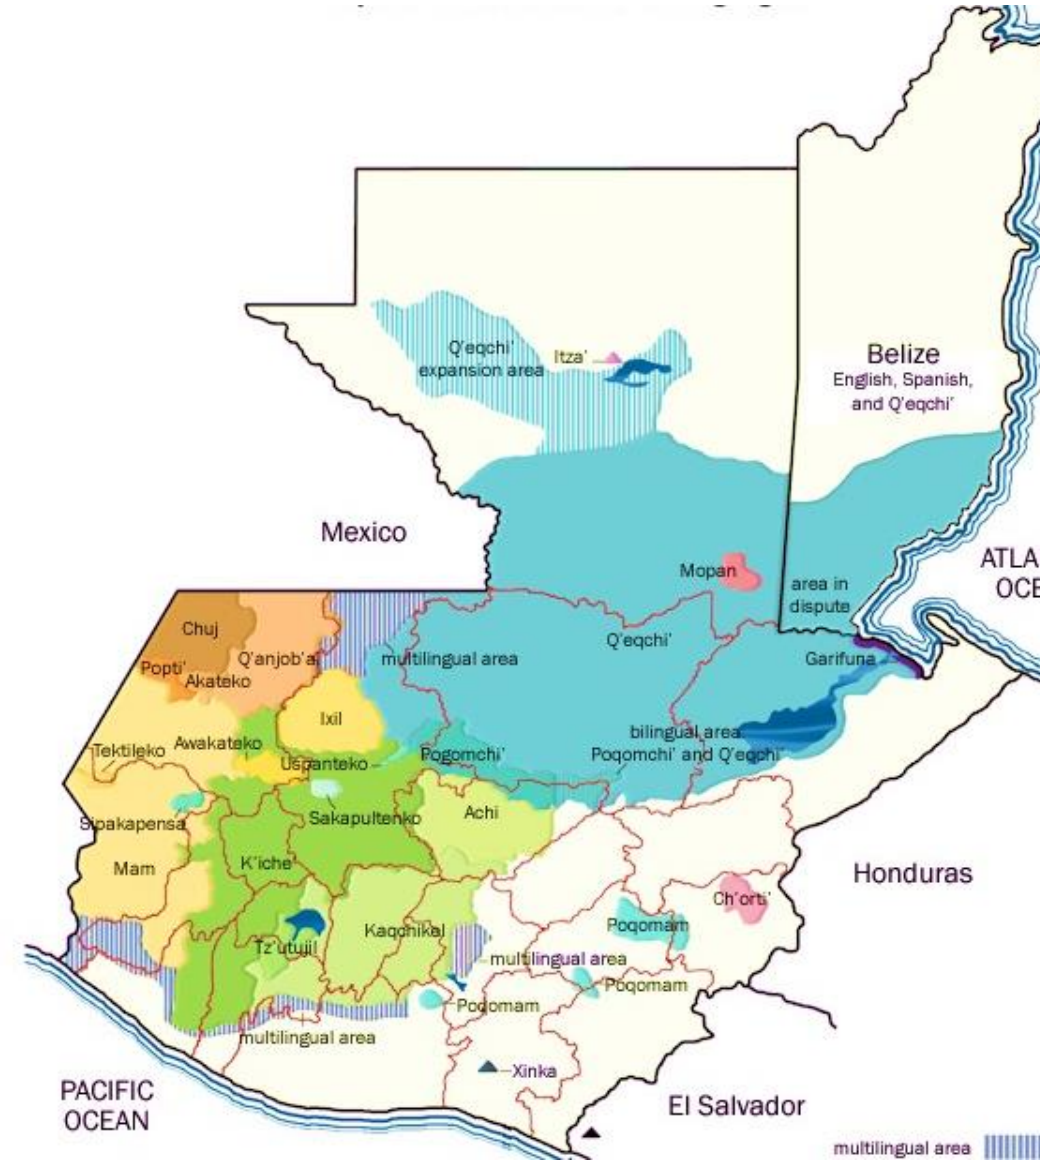 Q'eqchi'
expansion area
Itza'
Belize
English, Spanish,
and Q'eqchi'
Mexico
ATLA
OCE
Mopan
area in
dispute
Chuj
Q'anjob'al
Q'eqchi'
multilingual area
Garifuna
Popti'
Akateko
Ixil
Tektileko
Awakateko
Uspanteko
Poqomchi'
bilingual area:
Poqomchi' and Q'eqchi'
Sipakapensa
Sakapultenko
Achi
Mam
K'iche'
Honduras
Ch'orti'
Tz'utujil
Kaqchikel
Poqomam
multilingual area
Poqomam
Poqomam
multilingual area
Xinka
PACIFIC
OCEAN
El Salvador
multilingual area